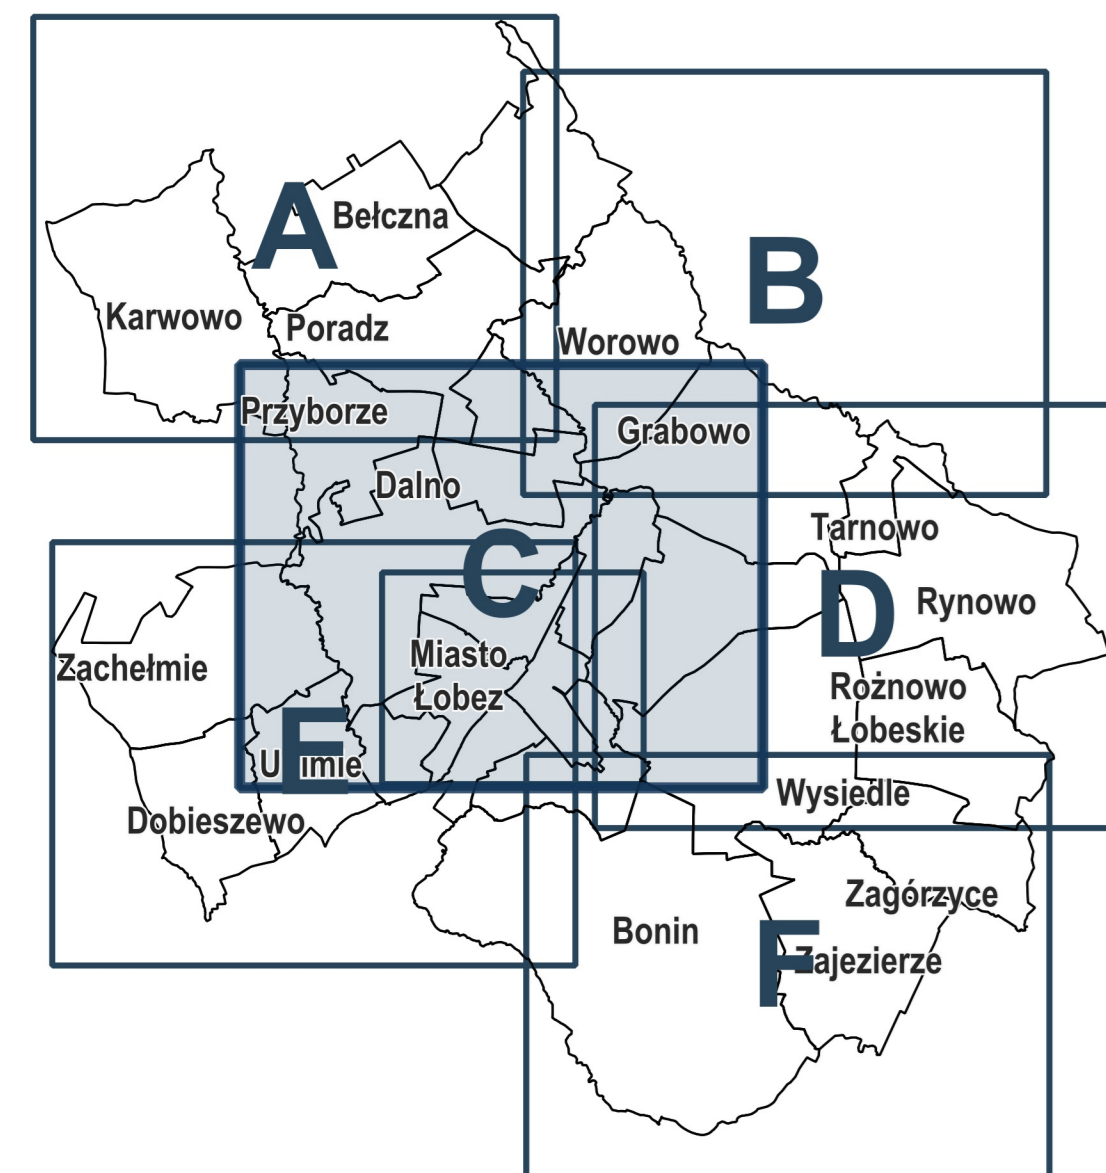 A
Bełczna
B
Karwowo
Poradz
Worowo
Przyborze
Grabowo
Dalno
Tarnowo
C
D
Rynowo
Miasto
Łobez
Zachełmie
Rożnowo
Łobeskie
E
Wysiedle
Dobieszewo
Zagórzyce
Bonin
F
Zajezierze